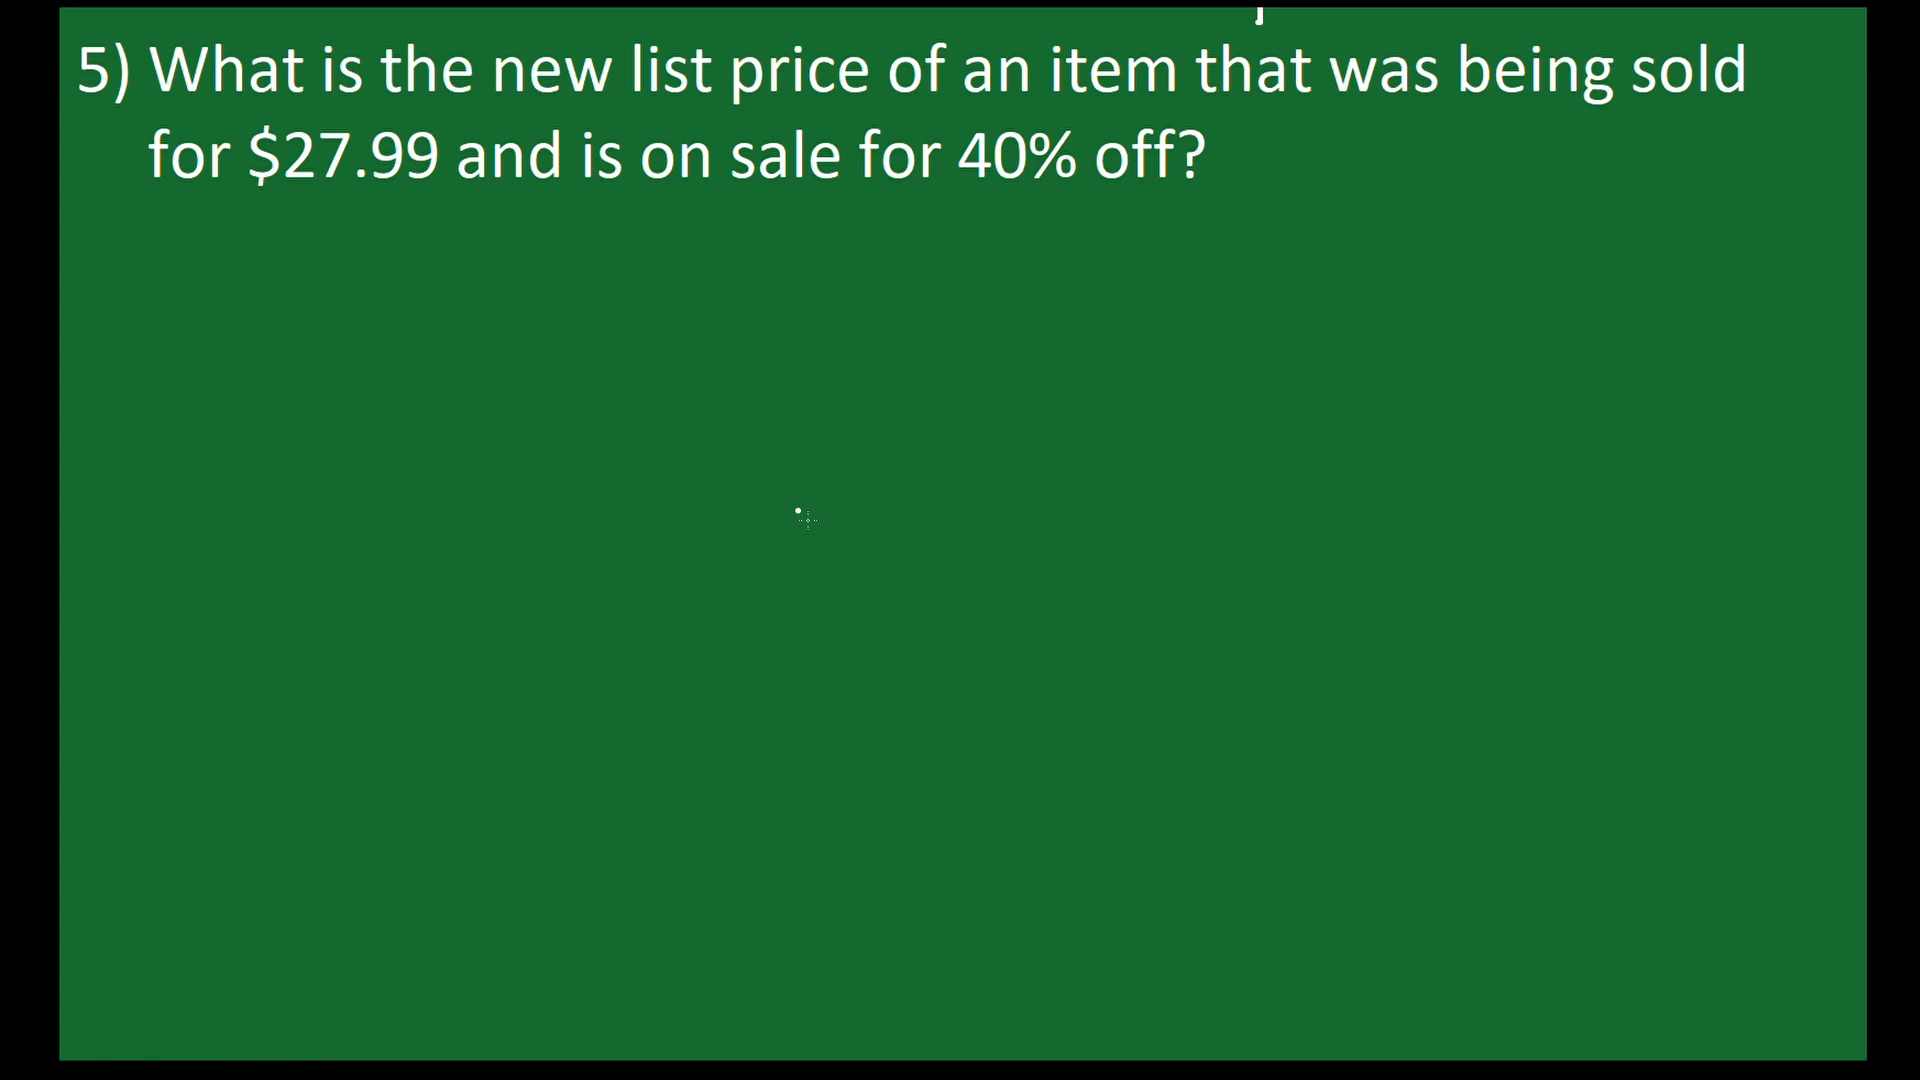 5) What is the new list price of an item that was being sold
for $27.99 and is on sale for 40% off?